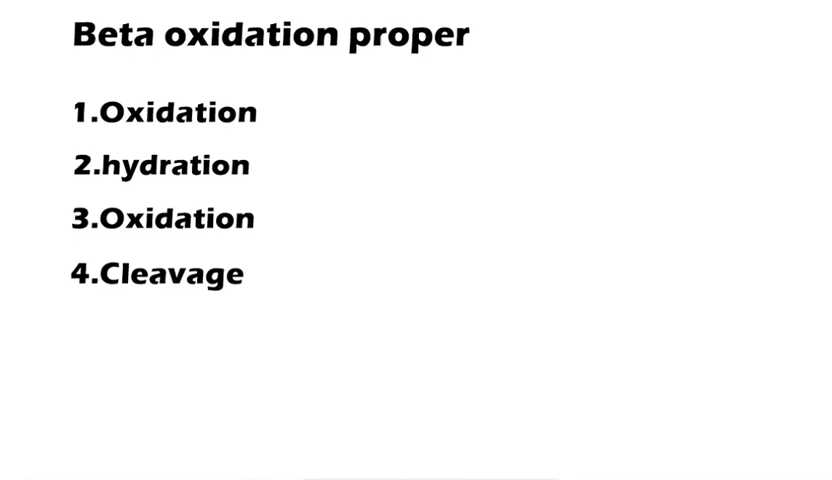 Beta oxidation proper
1.Oxidation
2.hydration
3.Oxidation
4.Cleavage